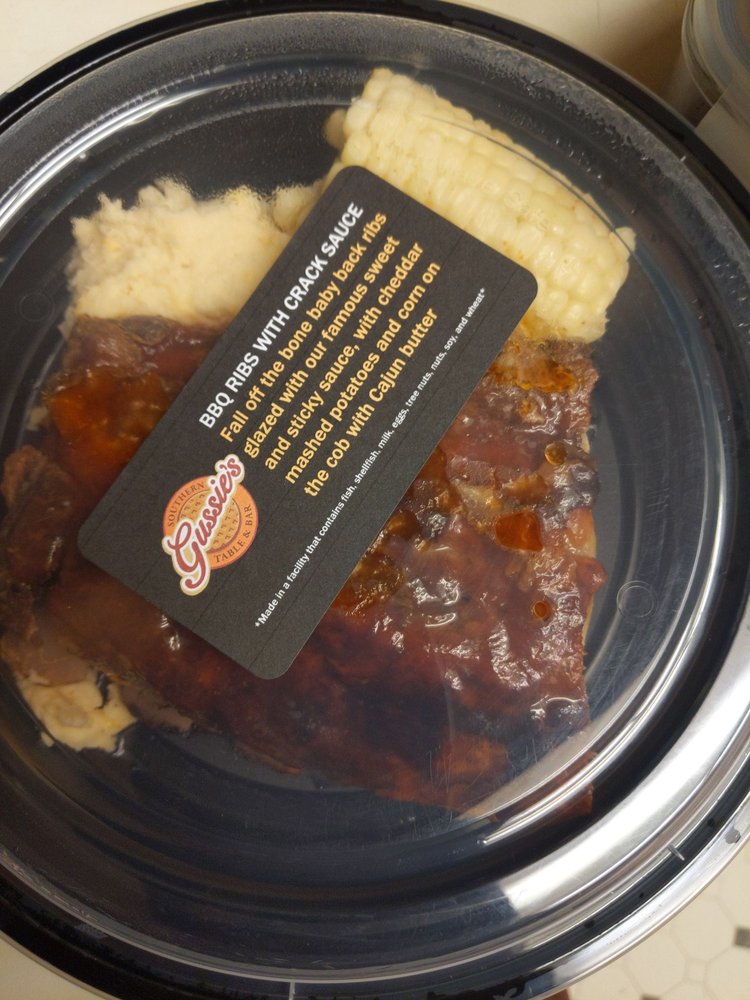 BBQ RIBS WITH CRACK SAUCE
Fall off the bone baby back ribs
glazed with our famous sweet
and sticky sauce, with cheddar
mashed potatoes and corn on
the cob with Cajun butter
*Made in a facility that contains fish, shellfish, milk, eggs, tree nuts, nuts, soy, and wheat*
SOUTHERN
Gussie's
TABLE & BAR